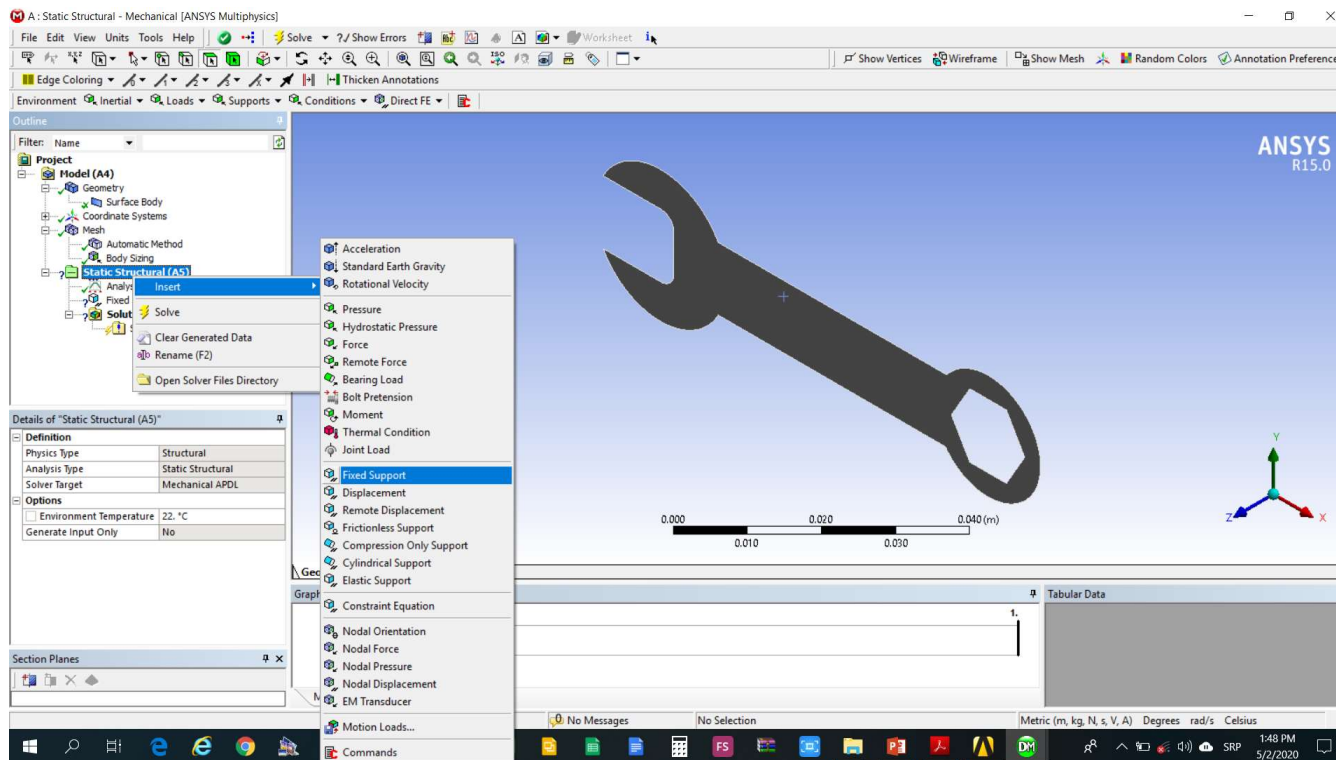 A : Static Structural - Mechanical [ANSYS Multiphysics]
File Edit View Units Tools Help Solve ?/ Show Errors Worksheet
Show Vertices Wireframe Show Mesh Random Colors Annotation Preference
Edge Coloring Thicken Annotations
Environment Inertial Loads Supports Conditions Direct FE
Outline
Filter: Name
Project
Model (A4)
Geometry
Surface Body
Coordinate Systems
Mesh
Automatic Method
Body Sizing
Static Structural (A5)
Analys
Fixed
Solut
S
Insert
Solve
Clear Generated Data
Rename (F2)
Open Solver Files Directory
Acceleration
Standard Earth Gravity
Rotational Velocity
Pressure
Hydrostatic Pressure
Force
Remote Force
Bearing Load
Bolt Pretension
Moment
Thermal Condition
Joint Load
Fixed Support
Displacement
Remote Displacement
Frictionless Support
Compression Only Support
Cylindrical Support
Elastic Support
Constraint Equation
Nodal Orientation
Nodal Force
Nodal Pressure
Nodal Displacement
EM Transducer
Motion Loads...
Commands
ANSYS
R15.0
0.000 0.020 0.040 (m)
0.010 0.030
Y
Z X
Details of "Static Structural (A5)"
Definition
Physics Type Structural
Analysis Type Static Structural
Solver Target Mechanical APDL
Options
Environment Temperature 22. °C
Generate Input Only No
Geo
Graph
Tabular Data
1.
Section Planes
M
0 No Messages No Selection Metric (m, kg, N, s, V, A) Degrees rad/s Celsius
FS
DM
SRP
1:48 PM
5/2/2020